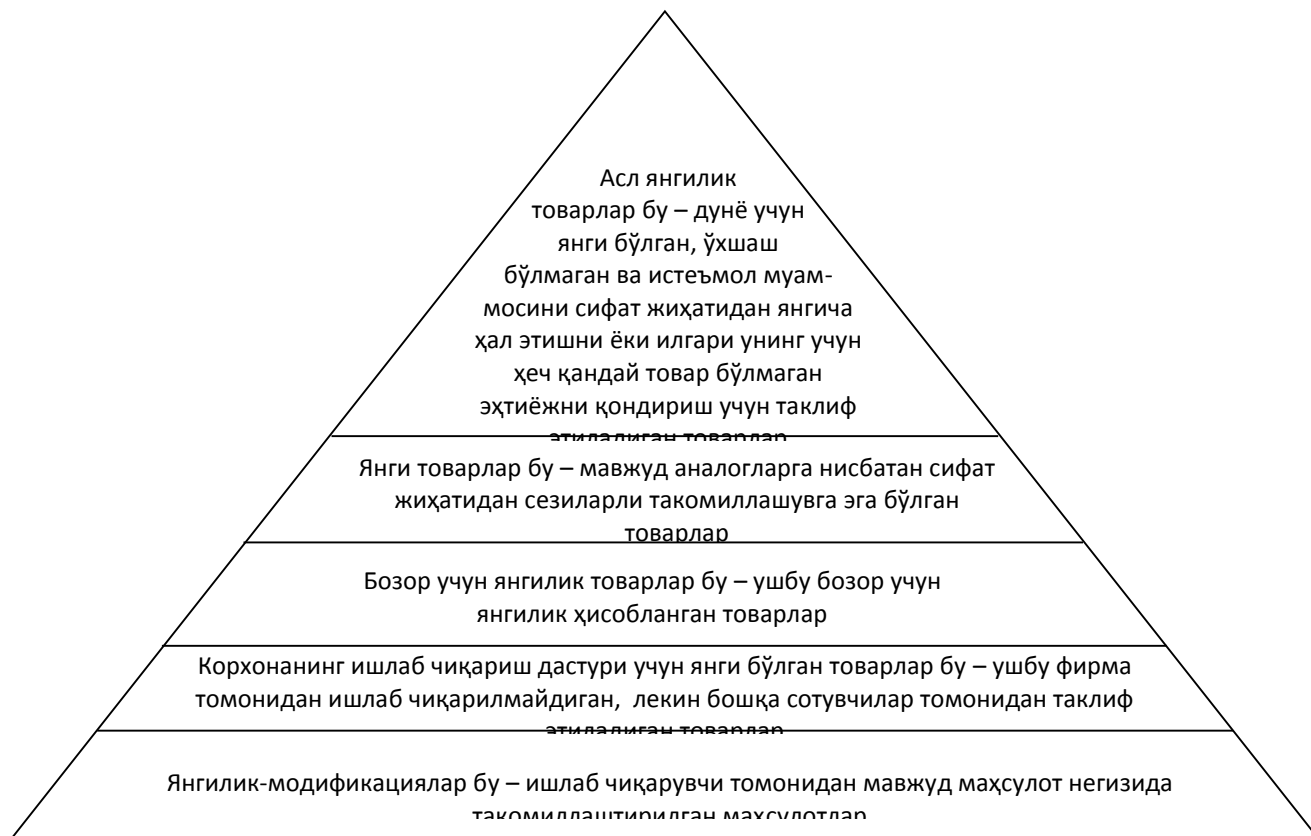 Асл янгилик
товарлар бу – дунё учун
янги бўлган, ўхшаш
бўлмаган ва истеъмол муам-
мосини сифат жиҳатидан янгича
ҳал этишни ёки илгари унинг учун
ҳеч қандай товар бўлмаган
эҳтиёжни қондириш учун таклиф
этиладиган товарлар
Янги товарлар бу – мавжуд аналогларга нисбатан сифат
жиҳатидан сезиларли такомиллашувга эга бўлган
товарлар
Бозор учун янгилик товарлар бу – ушбу бозор учун
янгилик ҳисобланган товарлар
Корхонанинг ишлаб чиқариш дастури учун янги бўлган товарлар бу – ушбу фирма
томонидан ишлаб чиқарилмайдиган, лекин бошқа сотувчилар томонидан таклиф
этиладиган товарлар
Янгилик-модификациялар бу – ишлаб чиқарувчи томонидан мавжуд маҳсулот негизида
такомиллаштирилган маҳсулотлар